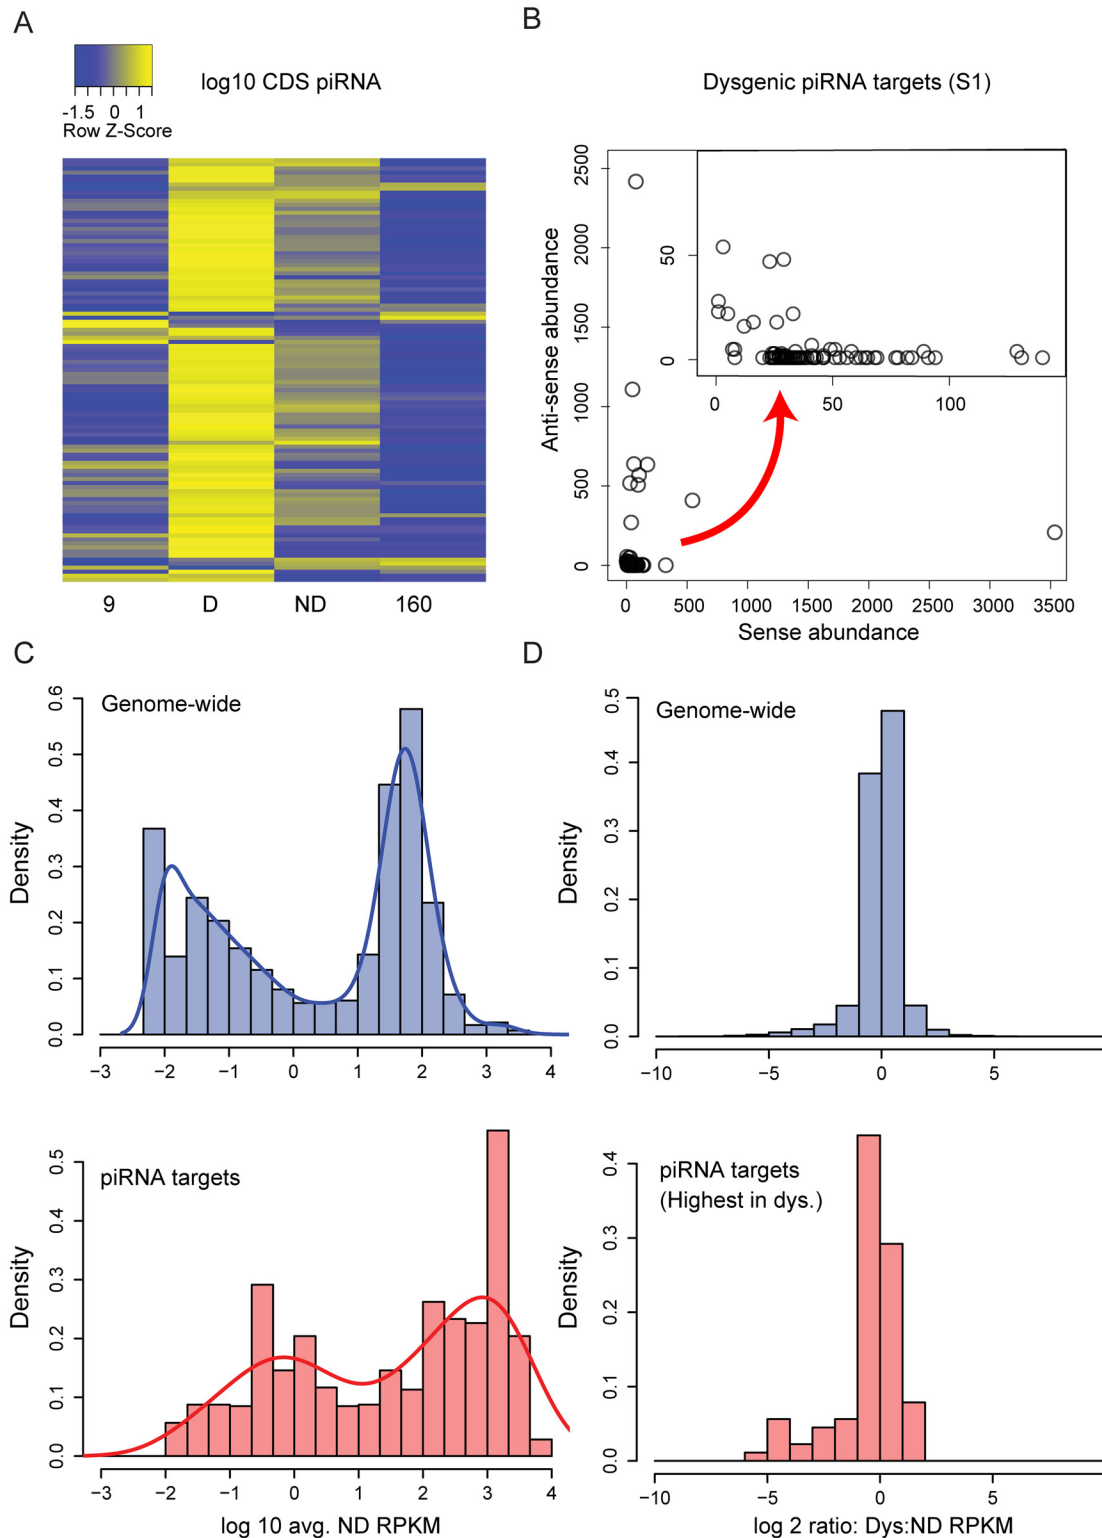 A
B
log10 CDS piRNA
Dysgenic piRNA targets (S1)
-1.5 0 1
Row Z-Score
9 D ND 160
Anti-sense abundance
2500
2000
1500
1000
500
0
50
0
0 50 100
0 500 1000 1500 2000 2500 3000 3500
Sense abundance
C
D
Genome-wide
Density
0.6
0.5
0.4
0.3
0.2
0.1
0.0
−3 −2 −1 0 1 2 3 4
Genome-wide
Density
0.5
0.4
0.3
0.2
0.1
0.0
−10 −5 0 5
piRNA targets
Density
0.5
0.4
0.3
0.2
0.1
0.0
−3 −2 −1 0 1 2 3 4
log 10 avg. ND RPKM
piRNA targets
(Highest in dys.)
Density
0.4
0.3
0.2
0.1
0.0
−10 −5 0 5
log 2 ratio: Dys:ND RPKM